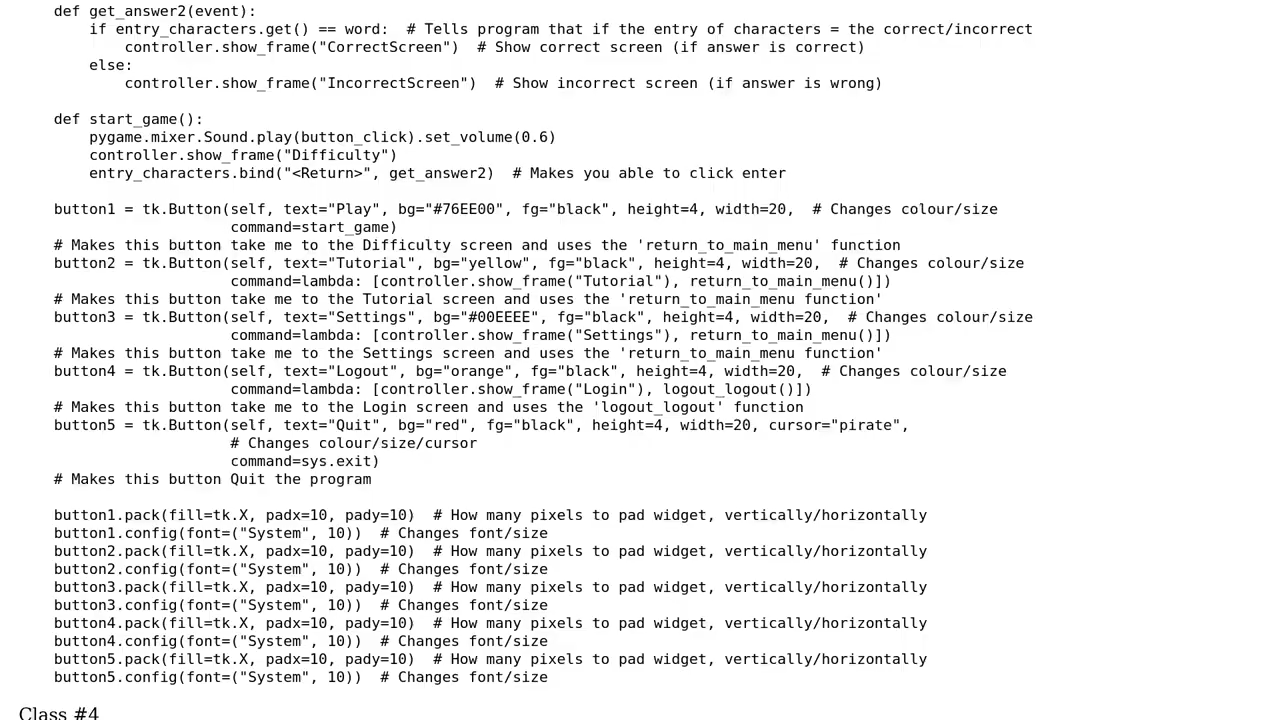 def get_answer2(event):
    if entry_characters.get() == word:  # Tells program that if the entry of characters = the correct/incorrect
        controller.show_frame("CorrectScreen")  # Show correct screen (if answer is correct)
    else:
        controller.show_frame("IncorrectScreen")  # Show incorrect screen (if answer is wrong)

def start_game():
    pygame.mixer.Sound.play(button_click).set_volume(0.6)
    controller.show_frame("Difficulty")
    entry_characters.bind("<Return>", get_answer2)  # Makes you able to click enter

button1 = tk.Button(self, text="Play", bg="#76EE00", fg="black", height=4, width=20,  # Changes colour/size
                    command=start_game)
# Makes this button take me to the Difficulty screen and uses the 'return_to_main_menu' function
button2 = tk.Button(self, text="Tutorial", bg="yellow", fg="black", height=4, width=20,  # Changes colour/size
                    command=lambda: [controller.show_frame("Tutorial"), return_to_main_menu()])
# Makes this button take me to the Tutorial screen and uses the 'return_to_main_menu function'
button3 = tk.Button(self, text="Settings", bg="#00EEEE", fg="black", height=4, width=20,  # Changes colour/size
                    command=lambda: [controller.show_frame("Settings"), return_to_main_menu()])
# Makes this button take me to the Settings screen and uses the 'return_to_main_menu function'
button4 = tk.Button(self, text="Logout", bg="orange", fg="black", height=4, width=20,  # Changes colour/size
                    command=lambda: [controller.show_frame("Login"), logout_logout()])
# Makes this button take me to the Login screen and uses the 'logout_logout' function
button5 = tk.Button(self, text="Quit", bg="red", fg="black", height=4, width=20, cursor="pirate",
                    # Changes colour/size/cursor
                    command=sys.exit)
# Makes this button Quit the program

button1.pack(fill=tk.X, padx=10, pady=10)  # How many pixels to pad widget, vertically/horizontally
button1.config(font=("System", 10))  # Changes font/size
button2.pack(fill=tk.X, padx=10, pady=10)  # How many pixels to pad widget, vertically/horizontally
button2.config(font=("System", 10))  # Changes font/size
button3.pack(fill=tk.X, padx=10, pady=10)  # How many pixels to pad widget, vertically/horizontally
button3.config(font=("System", 10))  # Changes font/size
button4.pack(fill=tk.X, padx=10, pady=10)  # How many pixels to pad widget, vertically/horizontally
button4.config(font=("System", 10))  # Changes font/size
button5.pack(fill=tk.X, padx=10, pady=10)  # How many pixels to pad widget, vertically/horizontally
button5.config(font=("System", 10))  # Changes font/size

Class #4